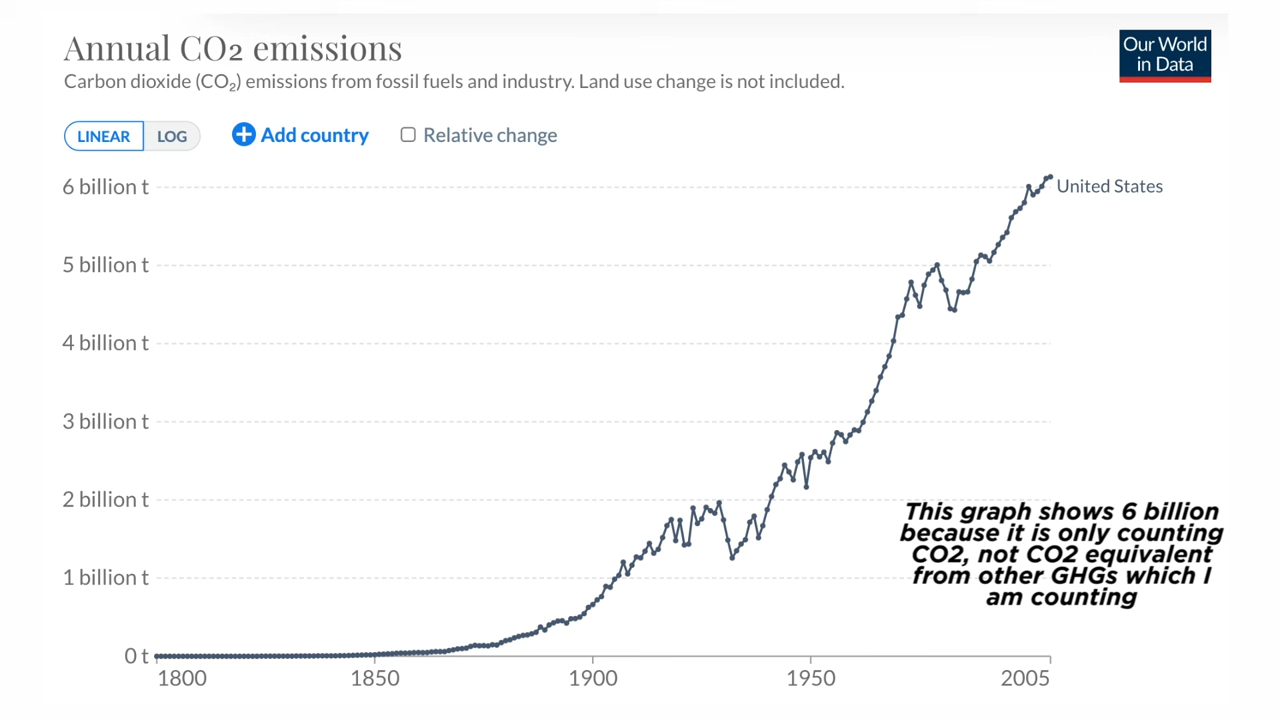 Annual CO₂ emissions
Carbon dioxide (CO₂) emissions from fossil fuels and industry. Land use change is not included.
Our World
in Data
LINEAR LOG Add country Relative change
6 billion t
United States
5 billion t
4 billion t
3 billion t
2 billion t
1 billion t
0 t
This graph shows 6 billion
because it is only counting
CO2, not CO2 equivalent
from other GHGs which I
am counting
1800 1850 1900 1950 2005